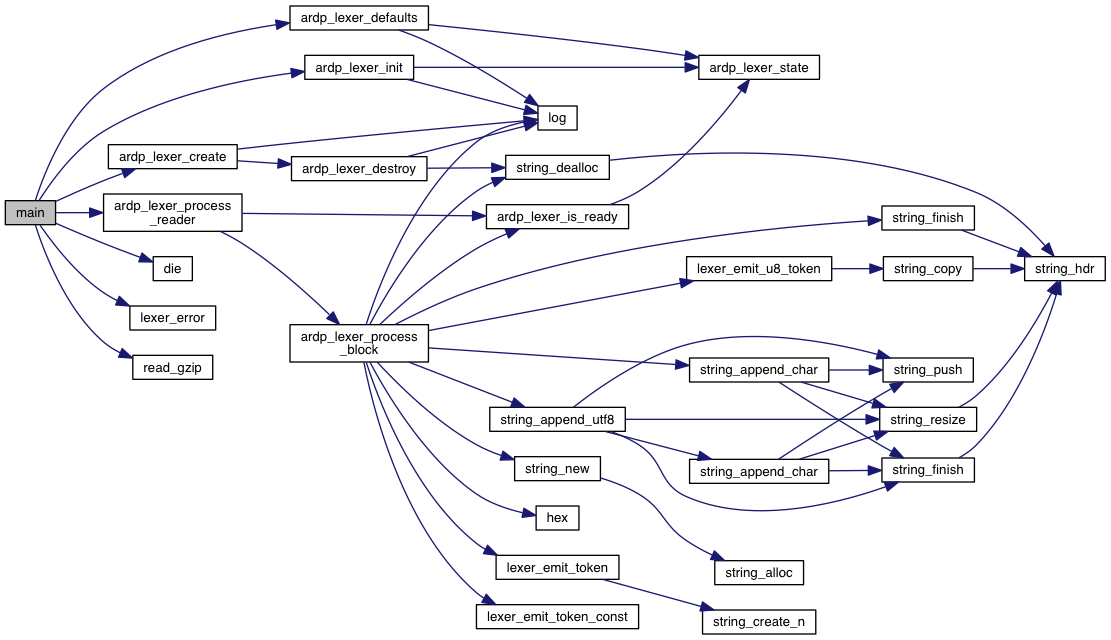 main
ardp_lexer_defaults
ardp_lexer_init
ardp_lexer_create
ardp_lexer_process
_reader
die
lexer_error
read_gzip
ardp_lexer_destroy
ardp_lexer_process
_block
log
string_dealloc
ardp_lexer_is_ready
string_append_utf8
string_new
hex
lexer_emit_token
lexer_emit_token_const
ardp_lexer_state
lexer_emit_u8_token
string_append_char
string_append_char
string_alloc
string_create_n
string_finish
string_copy
string_push
string_resize
string_finish
string_hdr